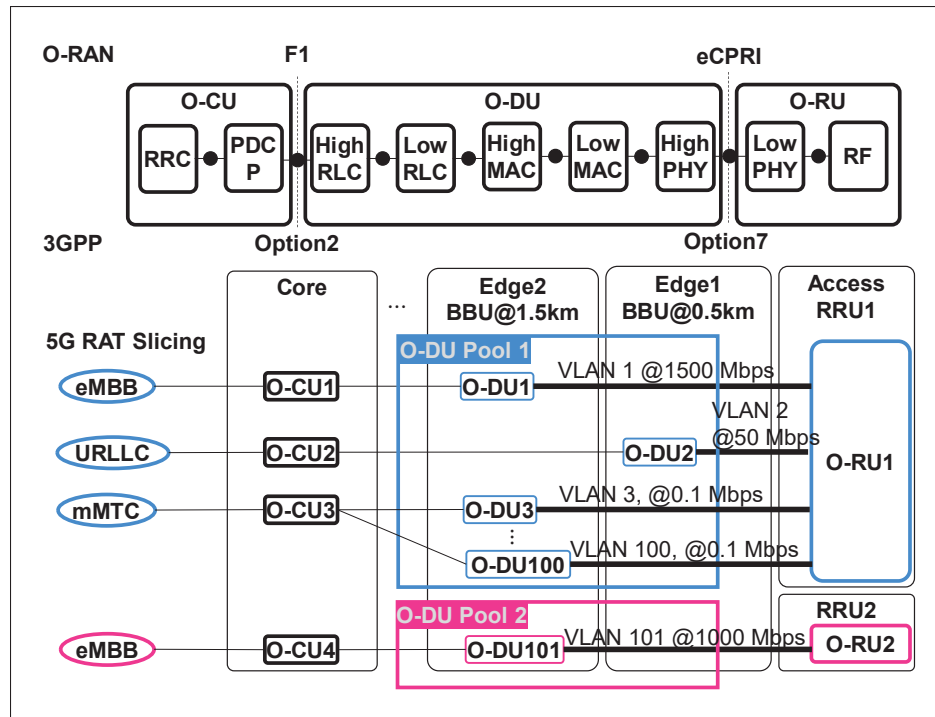 O-RAN
F1
eCPRI
O-CU
O-DU
O-RU
RRC
PDC
P
High
RLC
Low
RLC
High
MAC
Low
MAC
High
PHY
Low
PHY
RF
3GPP
Option2
Option7
Core
...
Edge2
BBU@1.5km
Edge1
BBU@0.5km
Access
RRU1
5G RAT Slicing
O-DU Pool 1
eMBB
O-CU1
O-DU1
VLAN 1 @1500 Mbps
VLAN 2
@50 Mbps
URLLC
O-CU2
O-DU2
O-RU1
mMTC
O-CU3
O-DU3
VLAN 3, @0.1 Mbps
O-DU100
VLAN 100, @0.1 Mbps
O-DU Pool 2
RRU2
eMBB
O-CU4
O-DU101
VLAN 101 @1000 Mbps
O-RU2